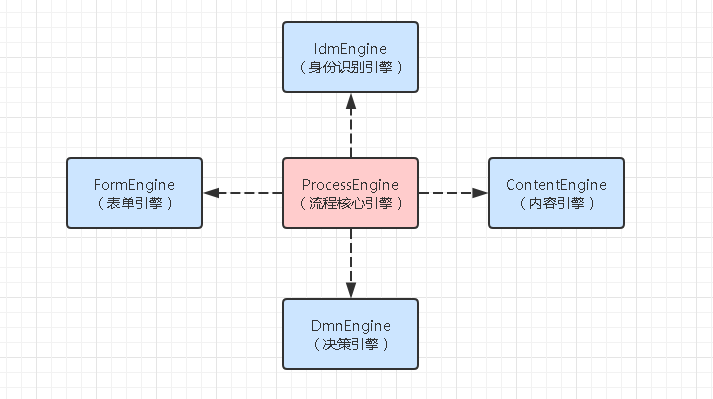 IdmEngine
（身份识别引擎）
FormEngine
（表单引擎）
ProcessEngine
（流程核心引擎）
ContentEngine
（内容引擎）
DmnEngine
（决策引擎）